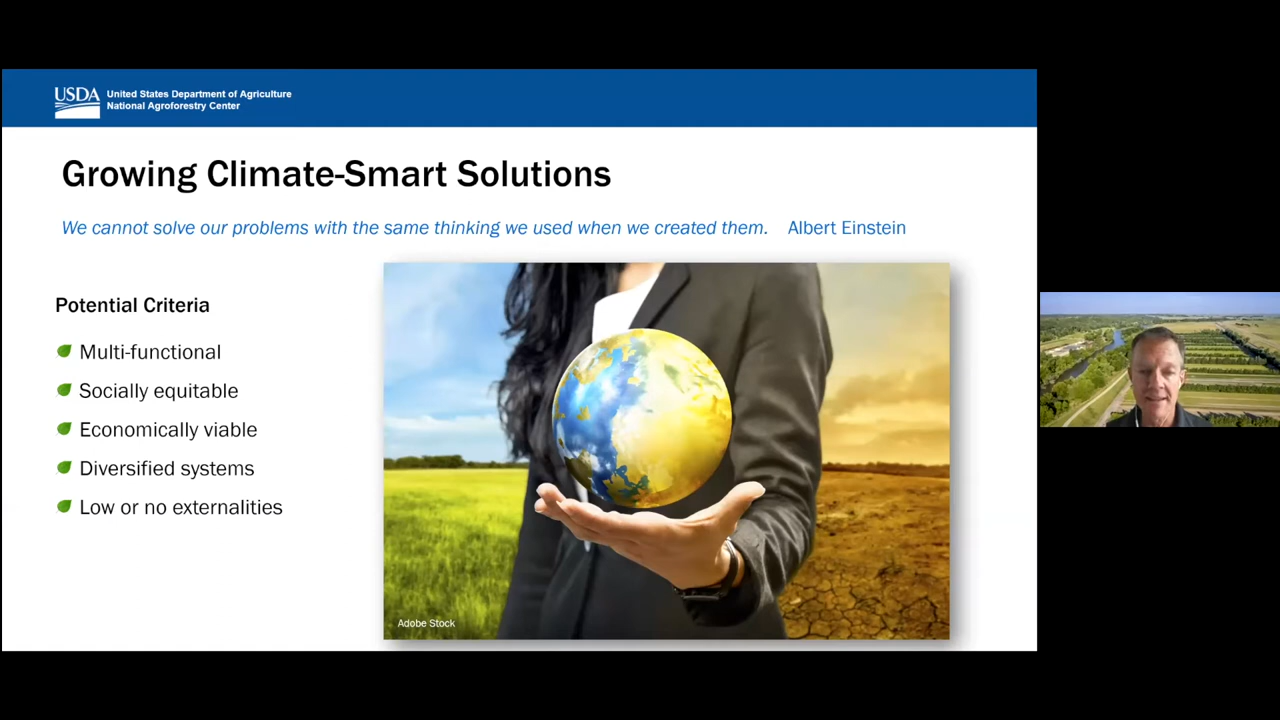 USDA
United States Department of Agriculture
National Agroforestry Center
Growing Climate-Smart Solutions
We cannot solve our problems with the same thinking we used when we created them. Albert Einstein
Potential Criteria
Multi-functional
Socially equitable
Economically viable
Diversified systems
Low or no externalities
Adobe Stock